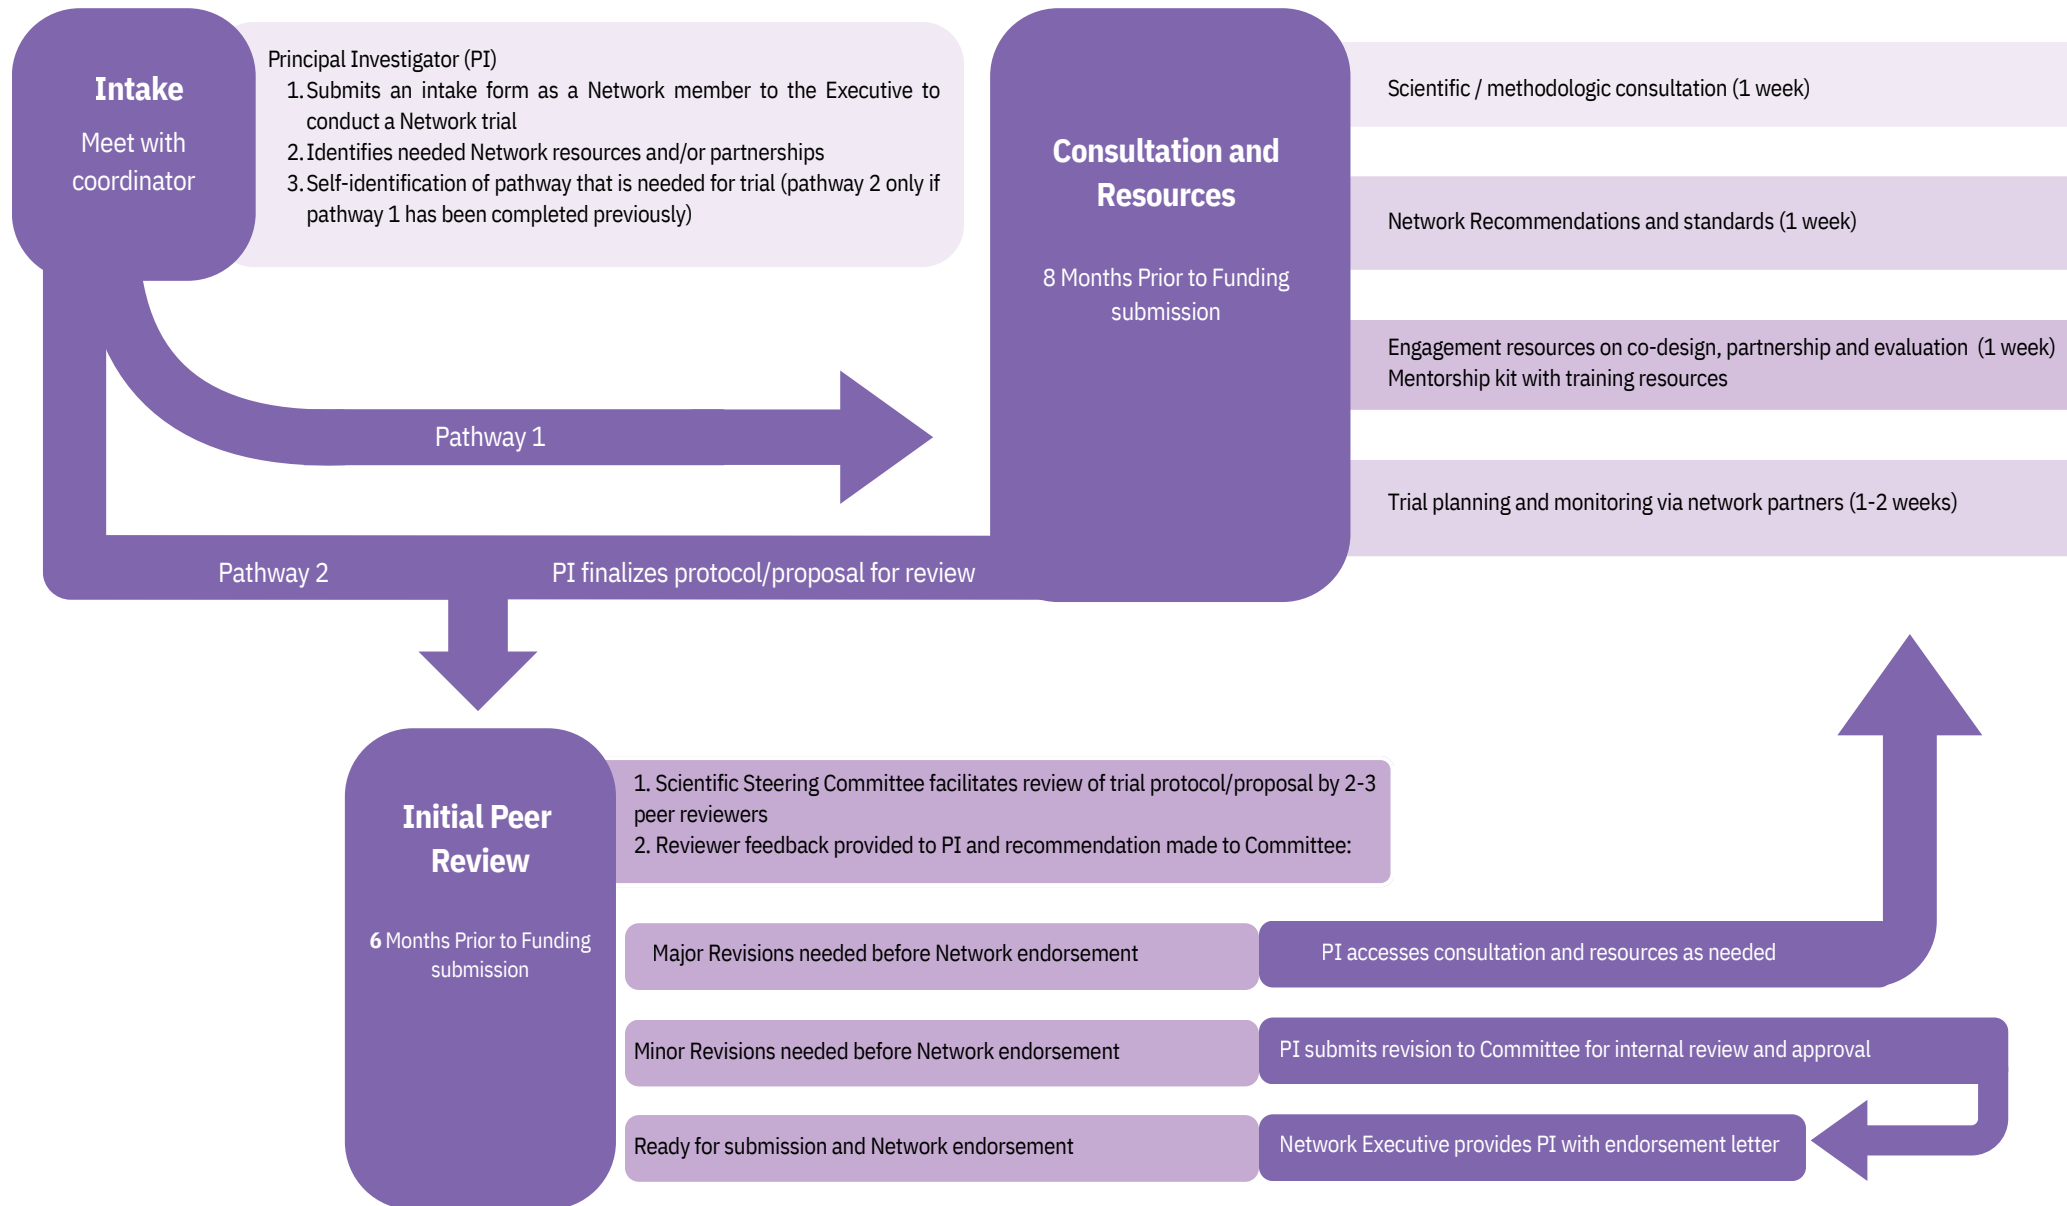 Intake
Meet with
coordinator
Principal Investigator (PI)
1. Submits an intake form as a Network member to the Executive to
conduct a Network trial
2. Identifies needed Network resources and/or partnerships
3. Self-identification of pathway that is needed for trial (pathway 2 only if
pathway 1 has been completed previously)
Consultation and
Resources
8 Months Prior to Funding
submission
Scientific / methodologic consultation (1 week)
Network Recommendations and standards (1 week)
Engagement resources on co-design, partnership and evaluation (1 week)
Mentorship kit with training resources
Trial planning and monitoring via network partners (1-2 weeks)
Pathway 1
Pathway 2
PI finalizes protocol/proposal for review
Initial Peer
Review
6 Months Prior to Funding
submission
1. Scientific Steering Committee facilitates review of trial protocol/proposal by 2-3
peer reviewers
2. Reviewer feedback provided to PI and recommendation made to Committee:
Major Revisions needed before Network endorsement
PI accesses consultation and resources as needed
Minor Revisions needed before Network endorsement
PI submits revision to Committee for internal review and approval
Ready for submission and Network endorsement
Network Executive provides PI with endorsement letter